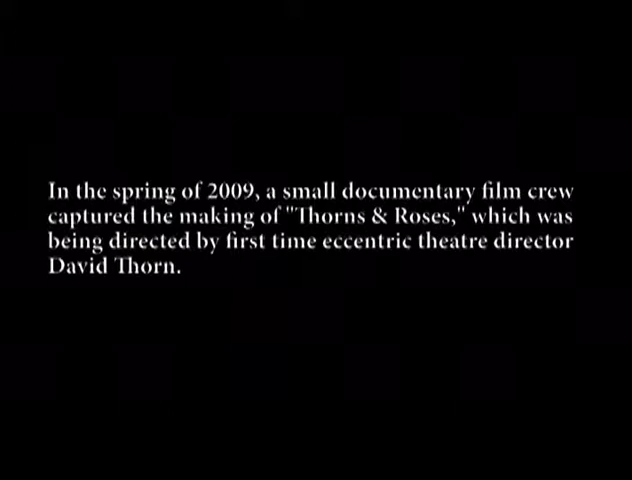 In the spring of 2009, a small documentary film crew
captured the making of "Thorns & Roses," which was
being directed by first time eccentric theatre director
David Thorn.